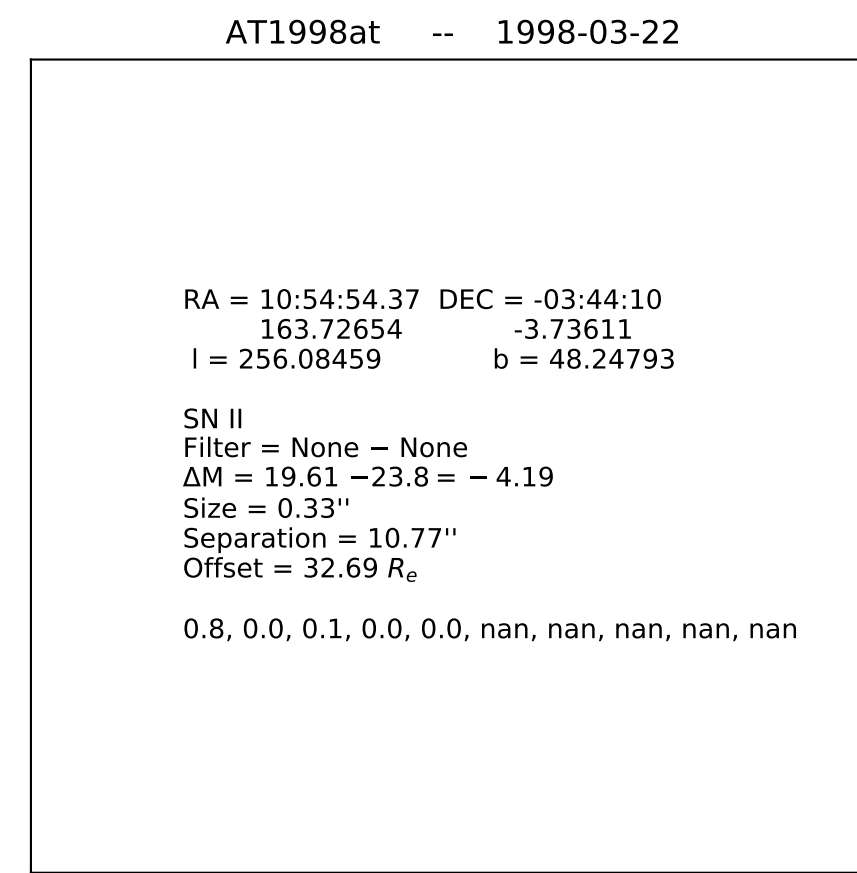 AT1998at -- 1998-03-22
RA = 10:54:54.37 DEC = -03:44:10
163.72654 -3.73611
l = 256.08459 b = 48.24793
SN II
Filter = None − None
ΔM = 19.61 −23.8 = − 4.19
Size = 0.33''
Separation = 10.77''
Offset = 32.69 Rₑ
0.8, 0.0, 0.1, 0.0, 0.0, nan, nan, nan, nan, nan